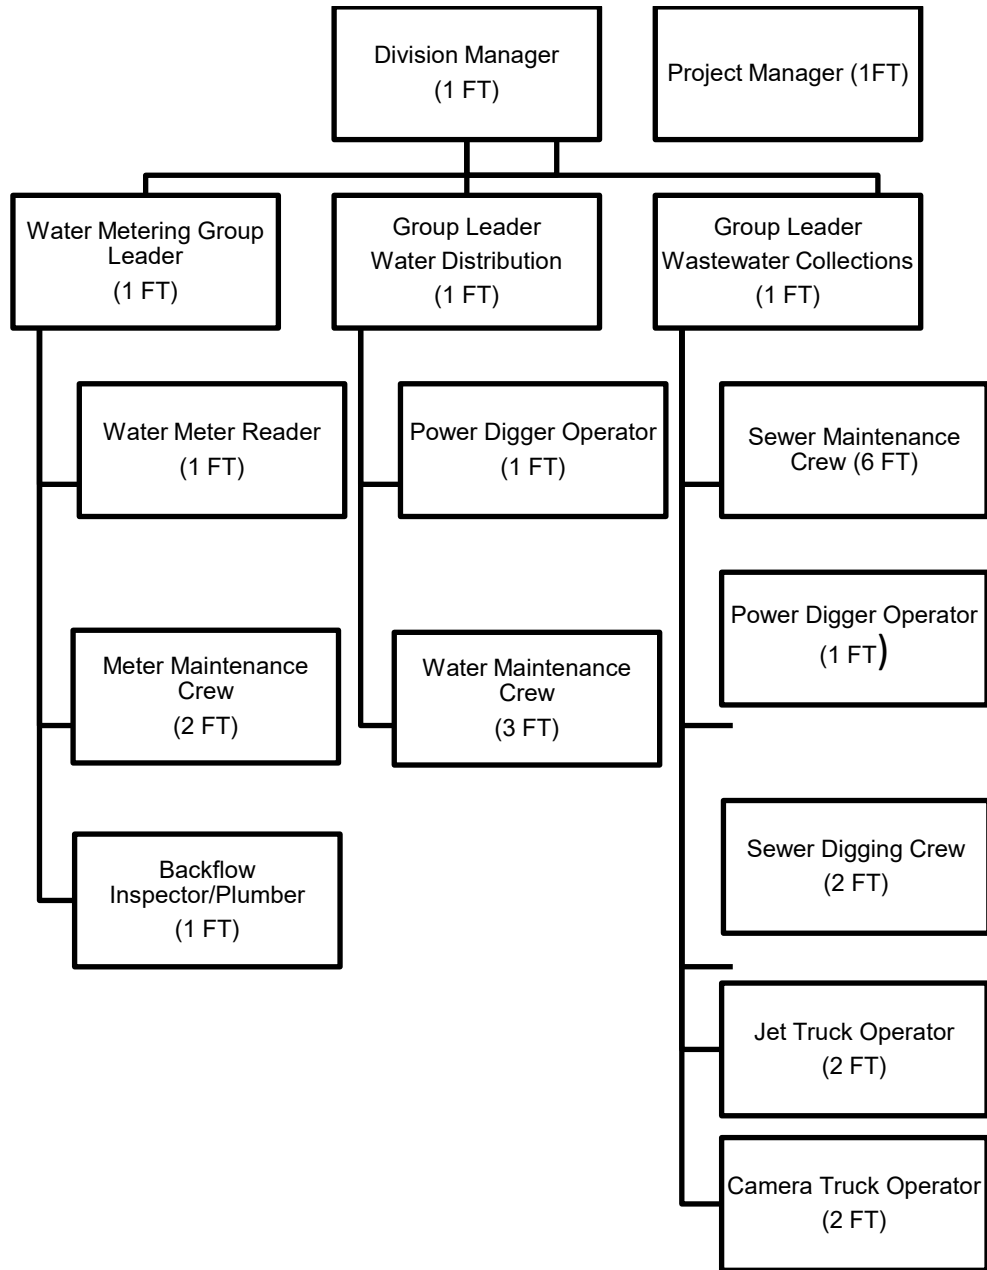 Division Manager
(1 FT)
Project Manager (1FT)
Water Metering Group
Leader
(1 FT)
Group Leader
Water Distribution
(1 FT)
Group Leader
Wastewater Collections
(1 FT)
Water Meter Reader
(1 FT)
Power Digger Operator
(1 FT)
Sewer Maintenance
Crew (6 FT)
Power Digger Operator
(1 FT)
Meter Maintenance
Crew
(2 FT)
Water Maintenance
Crew
(3 FT)
Sewer Digging Crew
(2 FT)
Backflow
Inspector/Plumber
(1 FT)
Jet Truck Operator
(2 FT)
Camera Truck Operator
(2 FT)